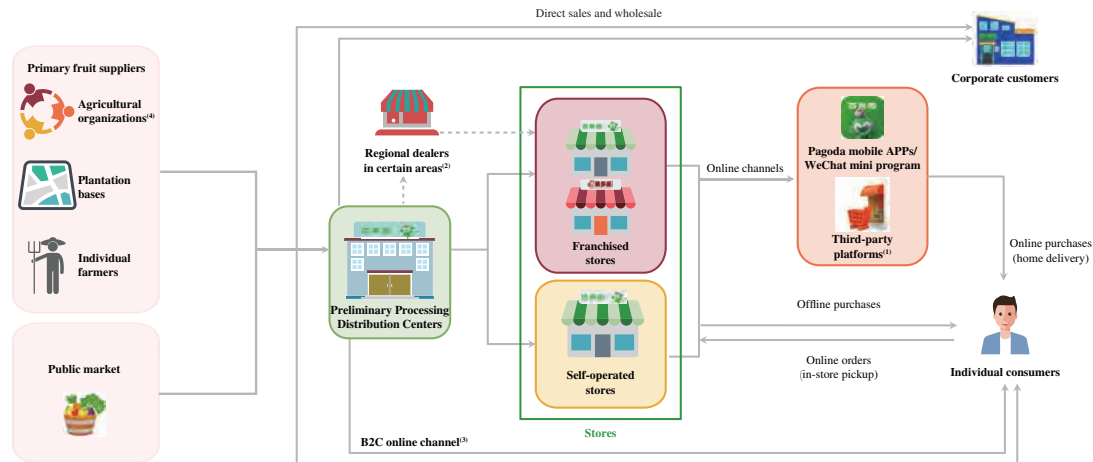 Direct sales and wholesale
Corporate customers
Primary fruit suppliers
Agricultural
organizations(4)
Plantation
bases
Individual
farmers
Public market
Regional dealers
in certain areas(2)
Preliminary Processing
Distribution Centers
Franchised
stores
Self-operated
stores
Stores
Online channels
Pagoda mobile APPs/
WeChat mini program
Third-party
platforms(1)
Online purchases
(home delivery)
Offline purchases
Online orders
(in-store pickup)
Individual consumers
B2C online channel(3)